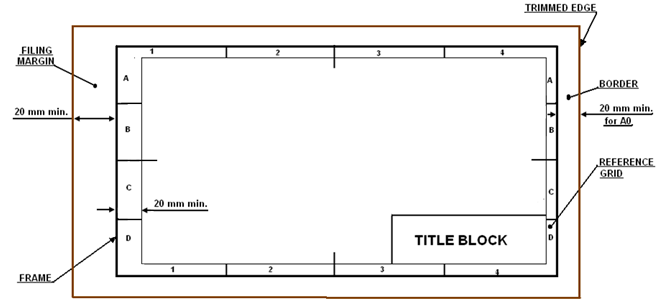 TRIMMED EDGE
FILING
MARGIN
1 2 3 4
A A
BORDER
20 mm min.
20 mm min.
for A0
B B
REFERENCE
GRID
C C
20 mm min.
D D
TITLE BLOCK
FRAME
1 2 3 4